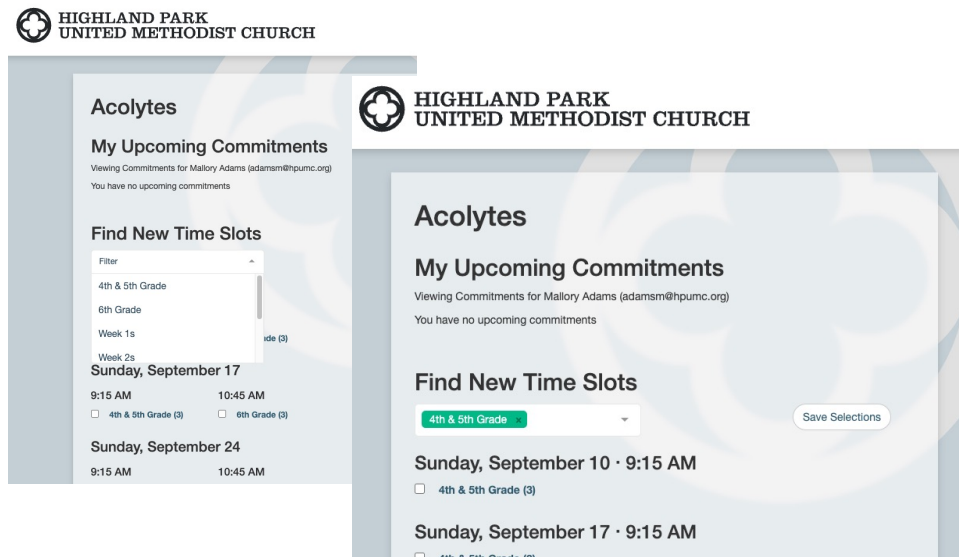 HIGHLAND PARK
UNITED METHODIST CHURCH
Acolytes
My Upcoming Commitments
Viewing Commitments for Mallory Adams (adamsm@hpumc.org)
You have no upcoming commitments
Find New Time Slots
Filter
4th & 5th Grade
6th Grade
Week 1s
Week 2s
(3)
Sunday, September 17
9:15 AM 10:45 AM
4th & 5th Grade (3) 6th Grade (3)
Sunday, September 24
9:15 AM 10:45 AM
HIGHLAND PARK
UNITED METHODIST CHURCH
Acolytes
My Upcoming Commitments
Viewing Commitments for Mallory Adams (adamsm@hpumc.org)
You have no upcoming commitments
Find New Time Slots
4th & 5th Grade × Save Selections
Sunday, September 10 · 9:15 AM
4th & 5th Grade (3)
Sunday, September 17 · 9:15 AM